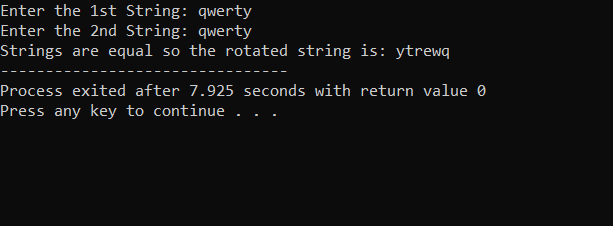 Enter the 1st String: qwerty
Enter the 2nd String: qwerty
Strings are equal so the rotated string is: ytrewq
--------------------------------
Process exited after 7.925 seconds with return value 0
Press any key to continue . . .